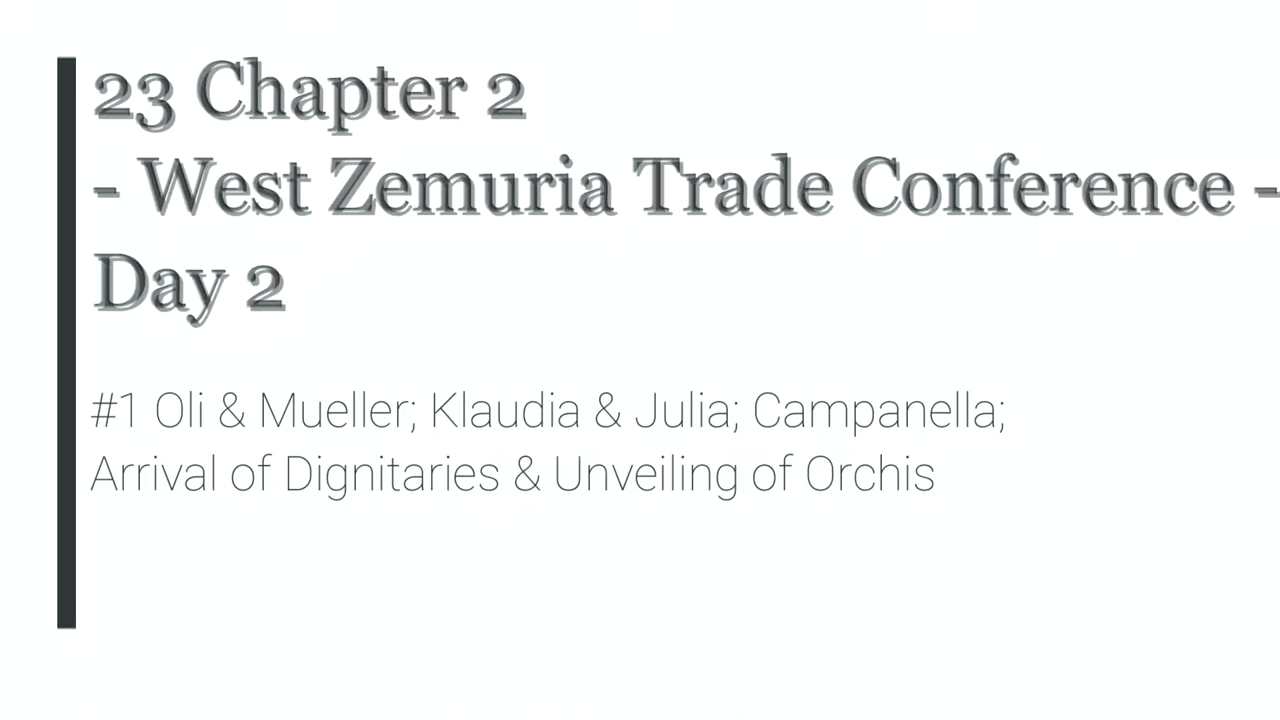 23 Chapter 2
- West Zemuria Trade Conference -
Day 2
#1 Oli & Mueller; Klaudia & Julia; Campanella;
Arrival of Dignitaries & Unveiling of Orchis